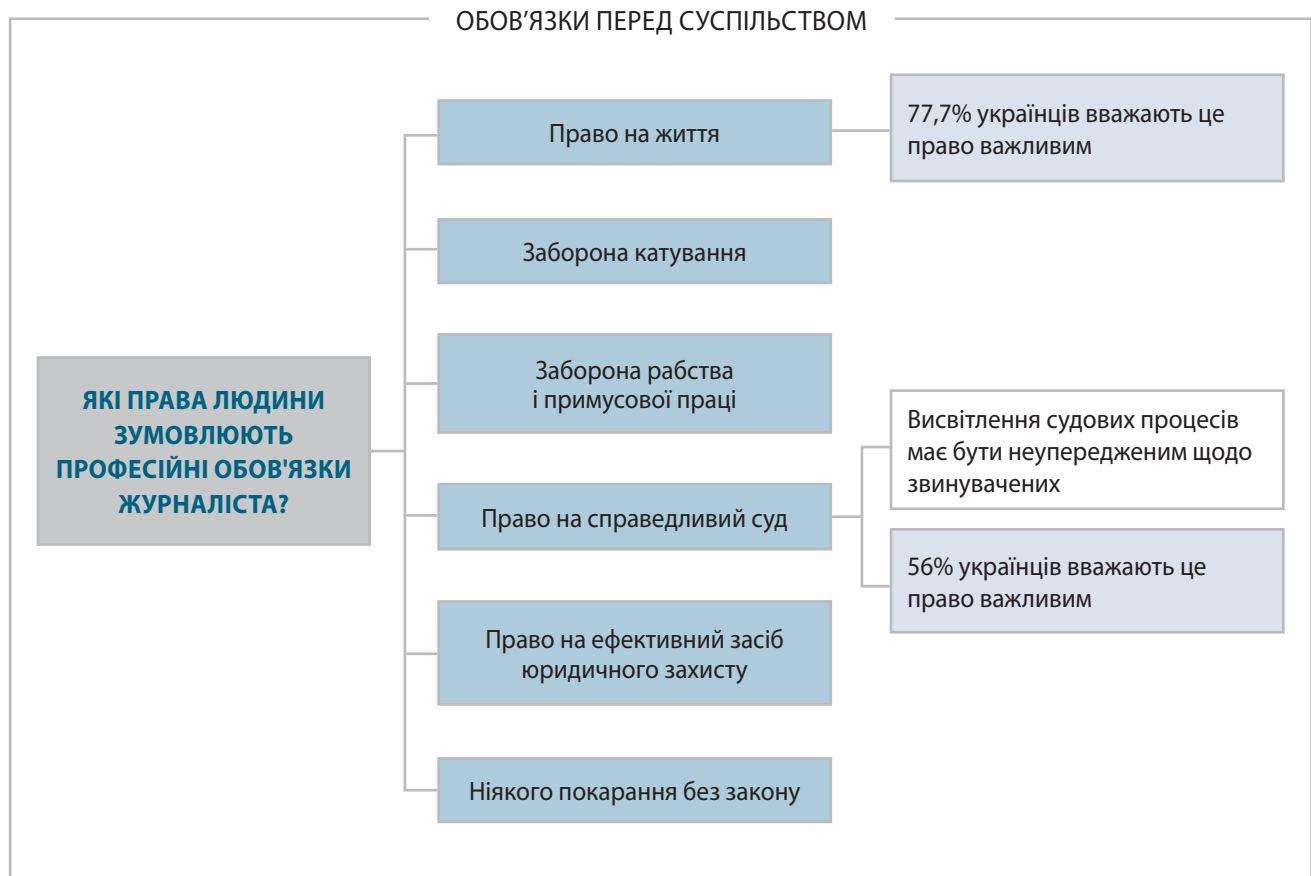 ОБОВ’ЯЗКИ ПЕРЕД СУСПІЛЬСТВОМ
ЯКІ ПРАВА ЛЮДИНИ
ЗУМОВЛЮЮТЬ
ПРОФЕСІЙНІ ОБОВ'ЯЗКИ
ЖУРНАЛІСТА?
Право на життя
77,7% українців вважають це
право важливим
Заборона катування
Заборона рабства
і примусової праці
Право на справедливий суд
Висвітлення судових процесів
має бути неупередженим щодо
звинувачених
56% українців вважають це
право важливим
Право на ефективний засіб
юридичного захисту
Ніякого покарання без закону